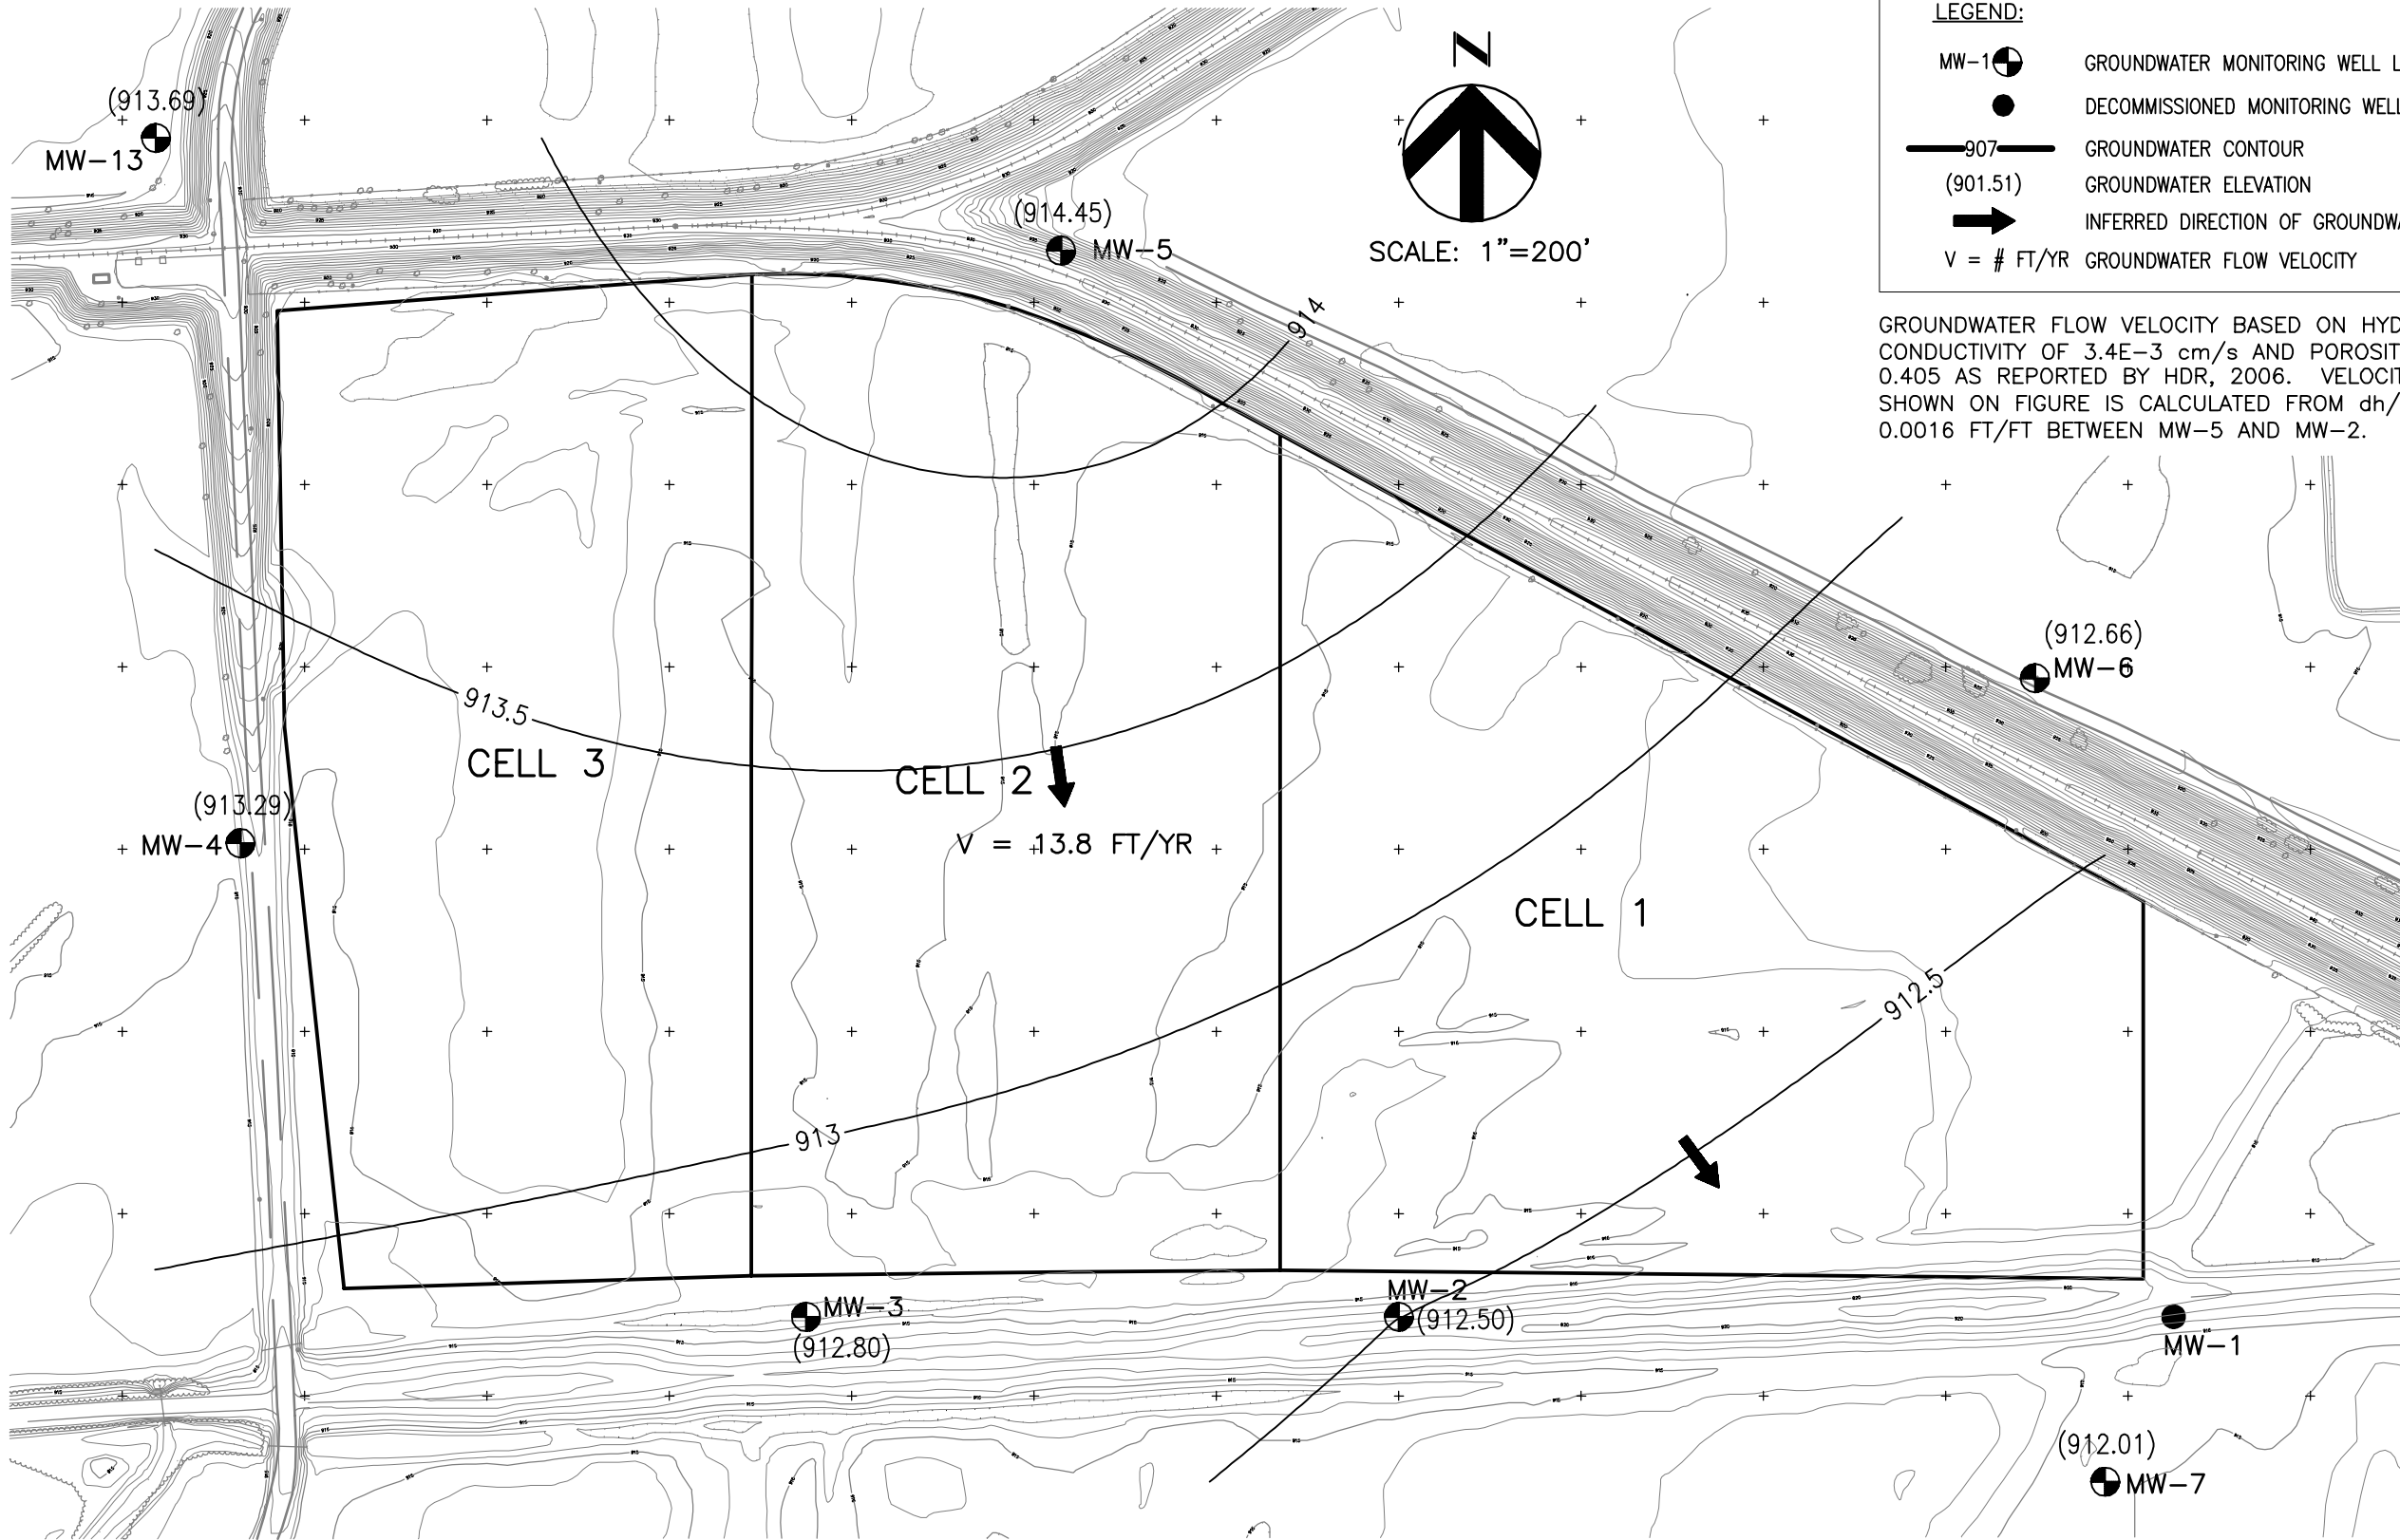 LEGEND:
MW-1 GROUNDWATER MONITORING WELL L
DECOMMISSIONED MONITORING WELL
907 GROUNDWATER CONTOUR
(901.51) GROUNDWATER ELEVATION
INFERRED DIRECTION OF GROUNDWA
V = # FT/YR GROUNDWATER FLOW VELOCITY
GROUNDWATER FLOW VELOCITY BASED ON HYD
CONDUCTIVITY OF 3.4E-3 cm/s AND POROSIT
0.405 AS REPORTED BY HDR, 2006. VELOCIT
SHOWN ON FIGURE IS CALCULATED FROM dh/
0.0016 FT/FT BETWEEN MW-5 AND MW-2.
N
SCALE: 1"=200'
(913.69)
MW-13
(914.45)
MW-5
914
(912.66)
MW-6
913.5
CELL 3
CELL 2
(913.29)
MW-4
V = 13.8 FT/YR
CELL 1
912.5
913
MW-3
(912.80)
MW-2
(912.50)
MW-1
(912.01)
MW-7